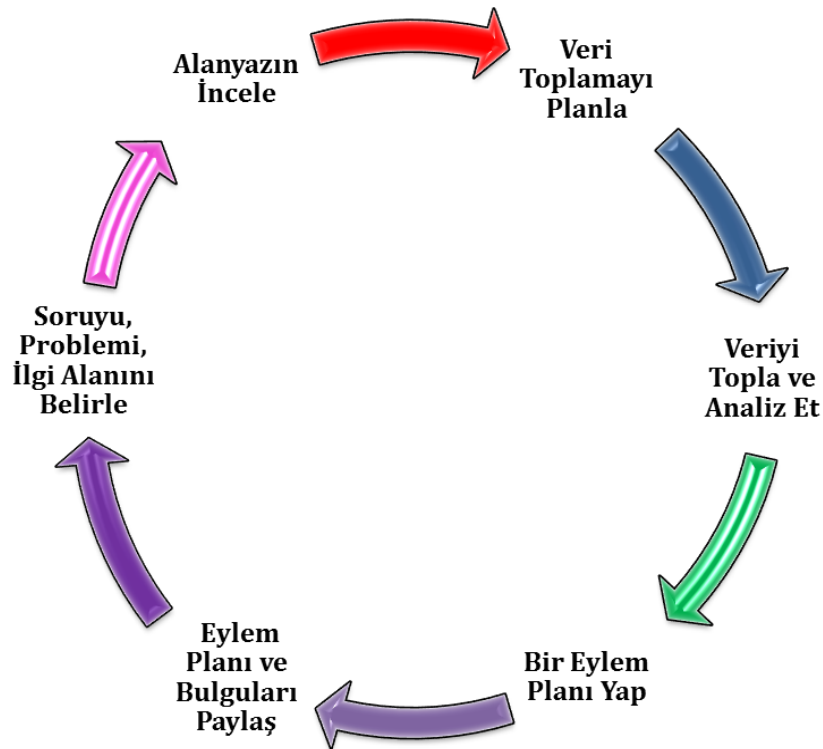 Alanyazın
İncele
Veri
Toplamayı
Planla
Veriyi
Topla ve
Analiz Et
Bir Eylem
Planı Yap
Eylem
Planı ve
Bulguları
Paylaş
Soruyu,
Problemi,
İlgi Alanını
Belirle